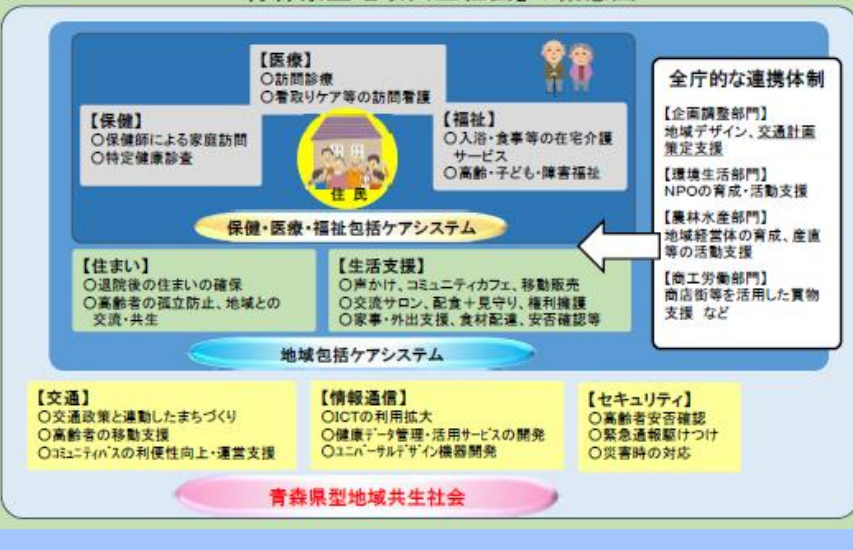 【医療】
○訪問診療
○看取りケア等の訪問看護
【保健】
○保健師による家庭訪問
○特定健康診査
【福祉】
○入浴・食事等の在宅介護
サービス
○高齢・子ども・障害福祉
住民
保健・医療・福祉包括ケアシステム
【住まい】
○退院後の住まいの確保
○高齢者の孤立防止、地域との
交流・共生
【生活支援】
○声かけ、コミュニティカフェ、移動販売
○交流サロン、配食+見守り、権利擁護
○家事・外出支援、食材配達、安否確認等
地域包括ケアシステム
全庁的な連携体制
【企画調整部門】
地域デザイン、交通計画
策定支援
【環境生活部門】
NPOの育成・活動支援
【農林水産部門】
地域経営体の育成、産直
等の活動支援
【商工労働部門】
商店街等を活用した買物
支援 など
【交通】
○交通政策と連動したまちづくり
○高齢者の移動支援
○コミュニティバスの利便性向上・運営支援
【情報通信】
○ICTの利用拡大
○健康データ管理・活用サービスの開発
○ユニバーサルデザイン機器開発
【セキュリティ】
○高齢者安否確認
○緊急通報駆けつけ
○災害時の対応
青森県型地域共生社会